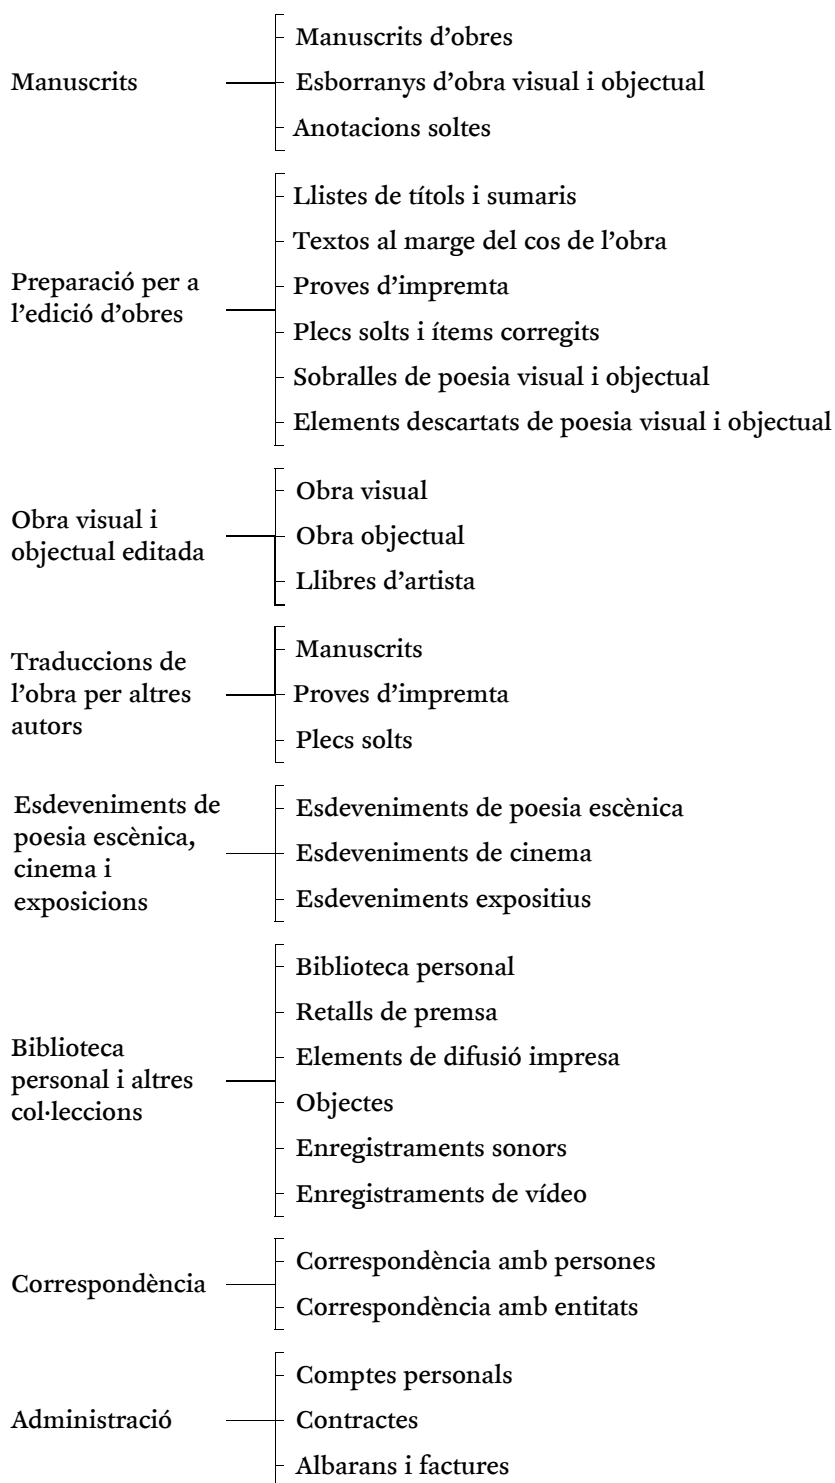 Manuscrits
Manuscrits d’obres
Esborranys d’obra visual i objectual
Anotacions soltes
Preparació per a
l’edició d’obres
Llistes de títols i sumaris
Textos al marge del cos de l’obra
Proves d’impremta
Plecs solts i ítems corregits
Sobralles de poesia visual i objectual
Elements descartats de poesia visual i objectual
Obra visual i
objectual editada
Obra visual
Obra objectual
Llibres d’artista
Traduccions de
l’obra per altres
autors
Manuscrits
Proves d’impremta
Plecs solts
Esdeveniments de
poesia escènica,
cinema i
exposicions
Esdeveniments de poesia escènica
Esdeveniments de cinema
Esdeveniments expositius
Biblioteca
personal i altres
col·leccions
Biblioteca personal
Retalls de premsa
Elements de difusió impresa
Objectes
Enregistraments sonors
Enregistraments de vídeo
Correspondència
Correspondència amb persones
Correspondència amb entitats
Administració
Comptes personals
Contractes
Albarans i factures